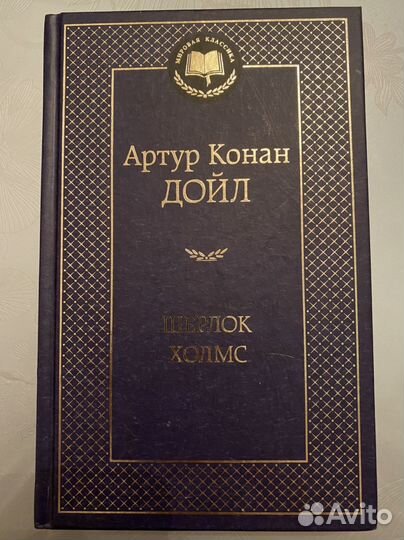 МИРОВАЯ КЛАССИКА
Артур Конан
ДОЙЛ
ШЕРЛОК
ХОЛМС
Avito